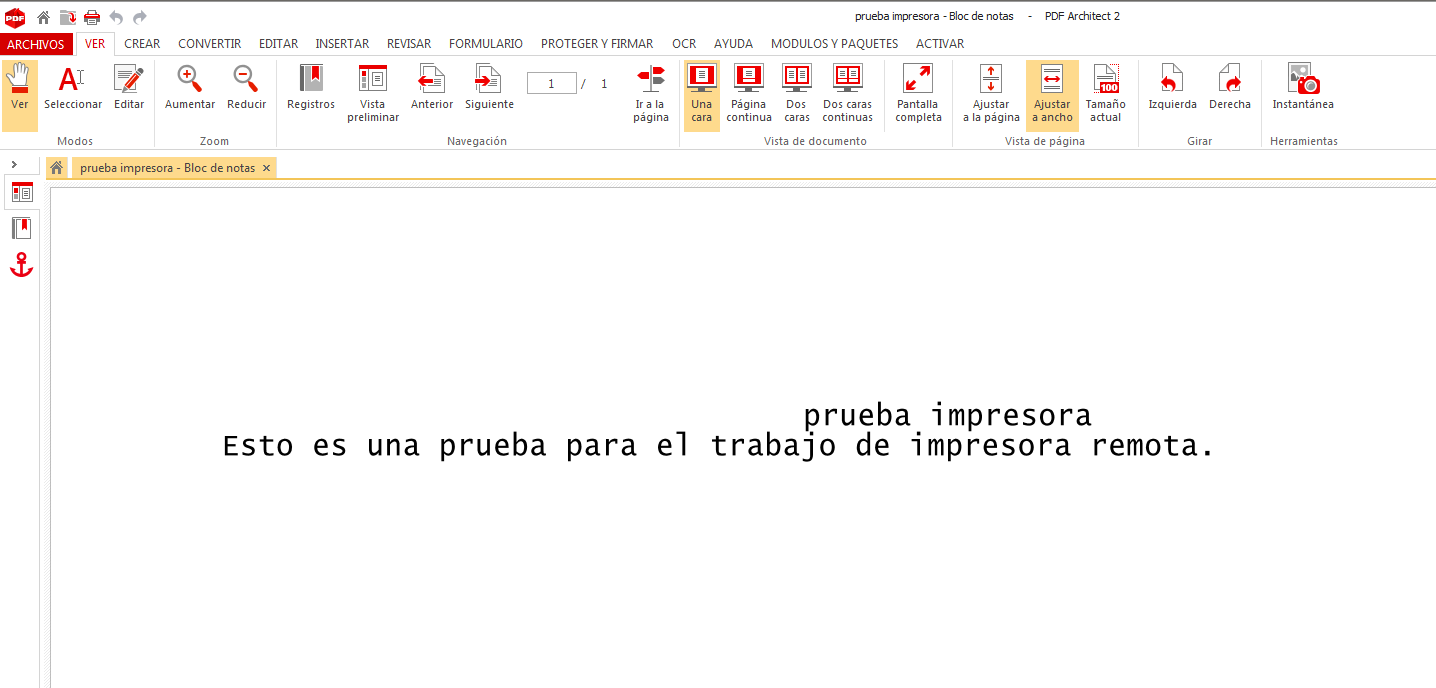 PDF
prueba impresora - Bloc de notas - PDF Architect 2
ARCHIVOS VER CREAR CONVERTIR EDITAR INSERTAR REVISAR FORMULARIO PROTEGER Y FIRMAR OCR AYUDA MODULOS Y PAQUETES ACTIVAR
Ver Seleccionar Editar
Modos
Aumentar Reducir
Zoom
Registros Vista preliminar Anterior Siguiente 1 / 1 Ir a la página
Navegación
Una cara Página continua Dos caras Dos caras continuas Pantalla completa
Vista de documento
Ajustar a la página Ajustar a ancho 100 Tamaño actual
Vista de página
Izquierda Derecha
Girar
Instantánea
Herramientas
prueba impresora - Bloc de notas ×
prueba impresora
Esto es una prueba para el trabajo de impresora remota.